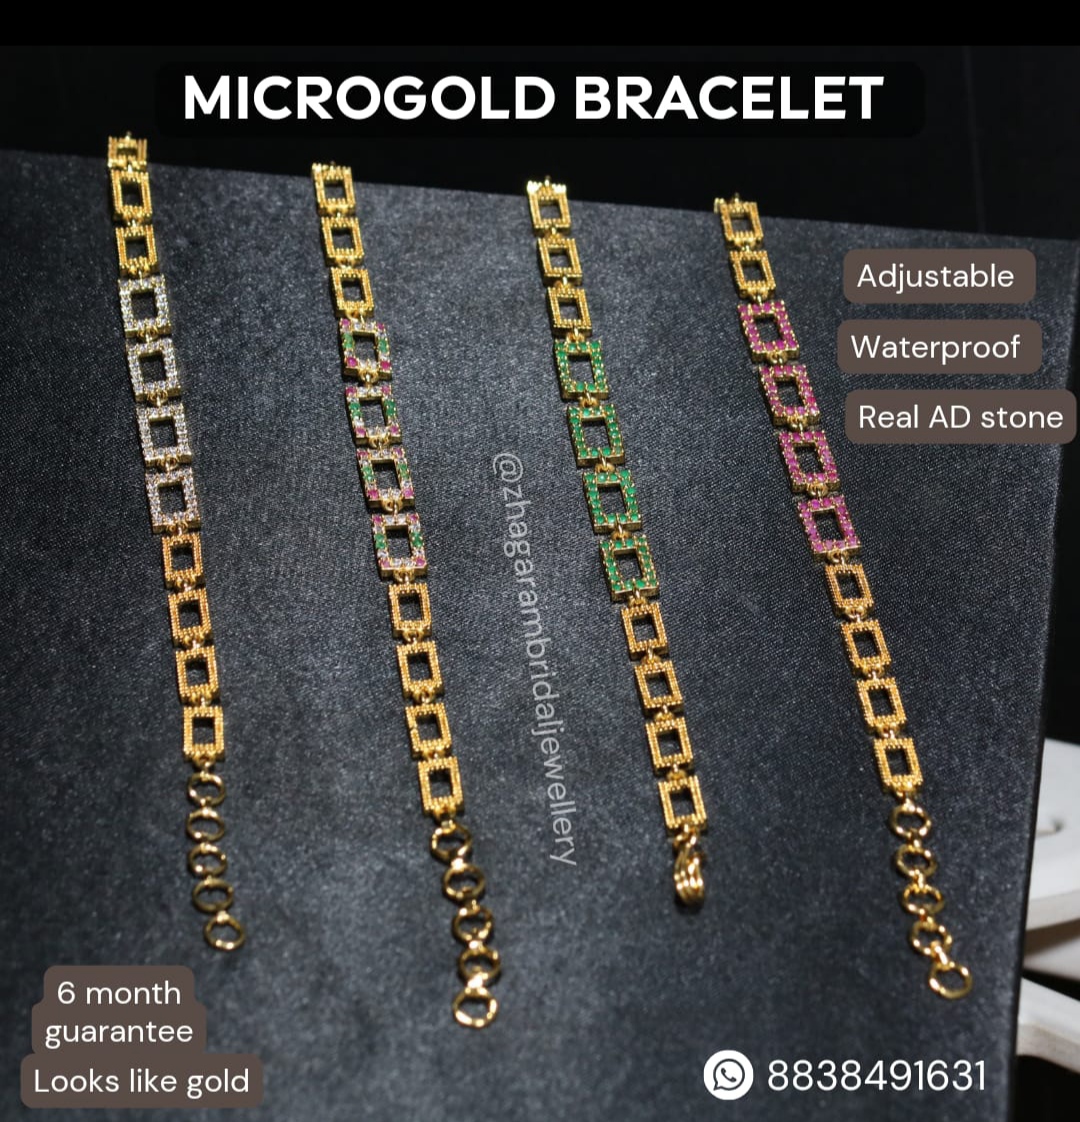 MICROGOLD BRACELET
Adjustable
Waterproof
Real AD stone
@zhagarambridaljewellery
6 month
guarantee
Looks like gold
8838491631